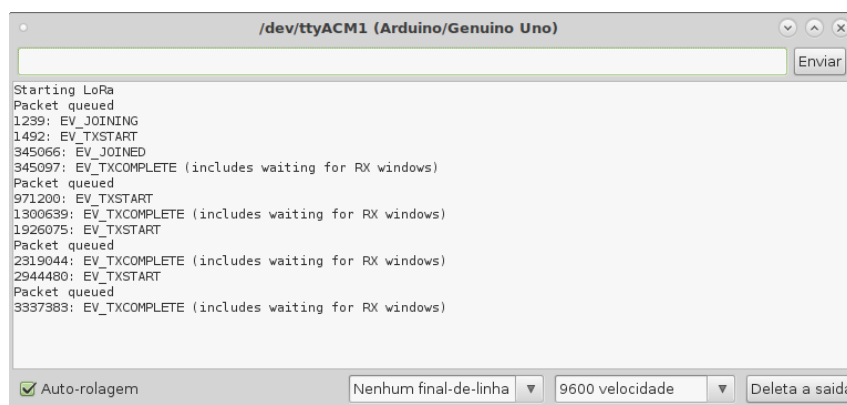 /dev/ttyACM1 (Arduino/Genuino Uno)
Enviar
Starting LoRa
Packet queued
1239: EV_JOINING
1492: EV_TXSTART
345066: EV_JOINED
345097: EV_TXCOMPLETE (includes waiting for RX windows)
Packet queued
971200: EV_TXSTART
1300639: EV_TXCOMPLETE (includes waiting for RX windows)
1926075: EV_TXSTART
Packet queued
2319044: EV_TXCOMPLETE (includes waiting for RX windows)
2944480: EV_TXSTART
Packet queued
3337383: EV_TXCOMPLETE (includes waiting for RX windows)
Auto-rolagem Nenhum final-de-linha 9600 velocidade Deleta a saida